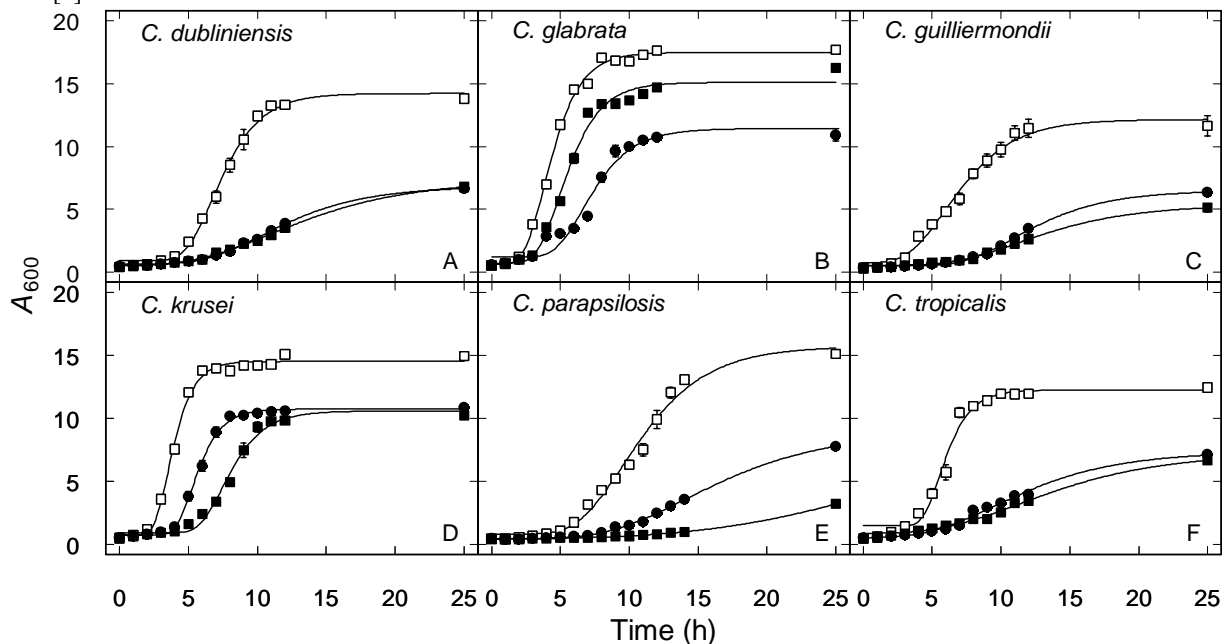 C. dubliniensis
C. glabrata
C. guilliermondii
20
15
10
5
0
A
B
C
A600
C. krusei
C. parapsilosis
C. tropicalis
20
15
10
5
0
D
E
F
0 5 10 15 20 25 0 5 10 15 20 25 0 5 10 15 20 25
Time (h)